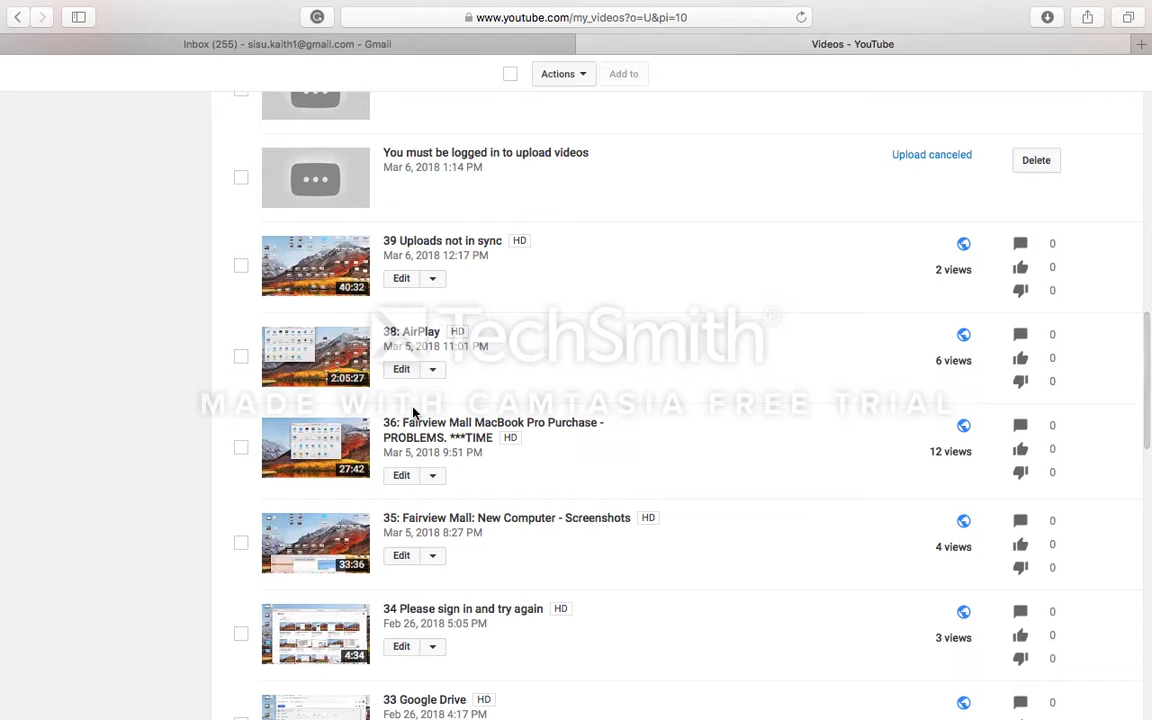 www.youtube.com/my_videos?o=U&pi=10
Inbox (255) - sisu.kaith1@gmail.com - Gmail
Videos - YouTube
Actions
Add to
You must be logged in to upload videos
Mar 6, 2018 1:14 PM
Upload canceled
Delete
39 Uploads not in sync HD
Mar 6, 2018 12:17 PM
Edit
40:32
2 views
0
0
0
TechSmith®
38: AirPlay HD
Mar 5, 2018 11:01 PM
Edit
2:05:27
6 views
0
0
0
MADE WITH CAMTASIA FREE TRIAL
36: Fairview Mall MacBook Pro Purchase -
PROBLEMS. ***TIME HD
Mar 5, 2018 9:51 PM
Edit
27:42
12 views
0
0
0
35: Fairview Mall: New Computer - Screenshots HD
Mar 5, 2018 8:27 PM
Edit
33:36
4 views
0
0
0
34 Please sign in and try again HD
Feb 26, 2018 5:05 PM
Edit
4:34
3 views
0
0
0
33 Google Drive HD
Feb 26, 2018 4:17 PM
0